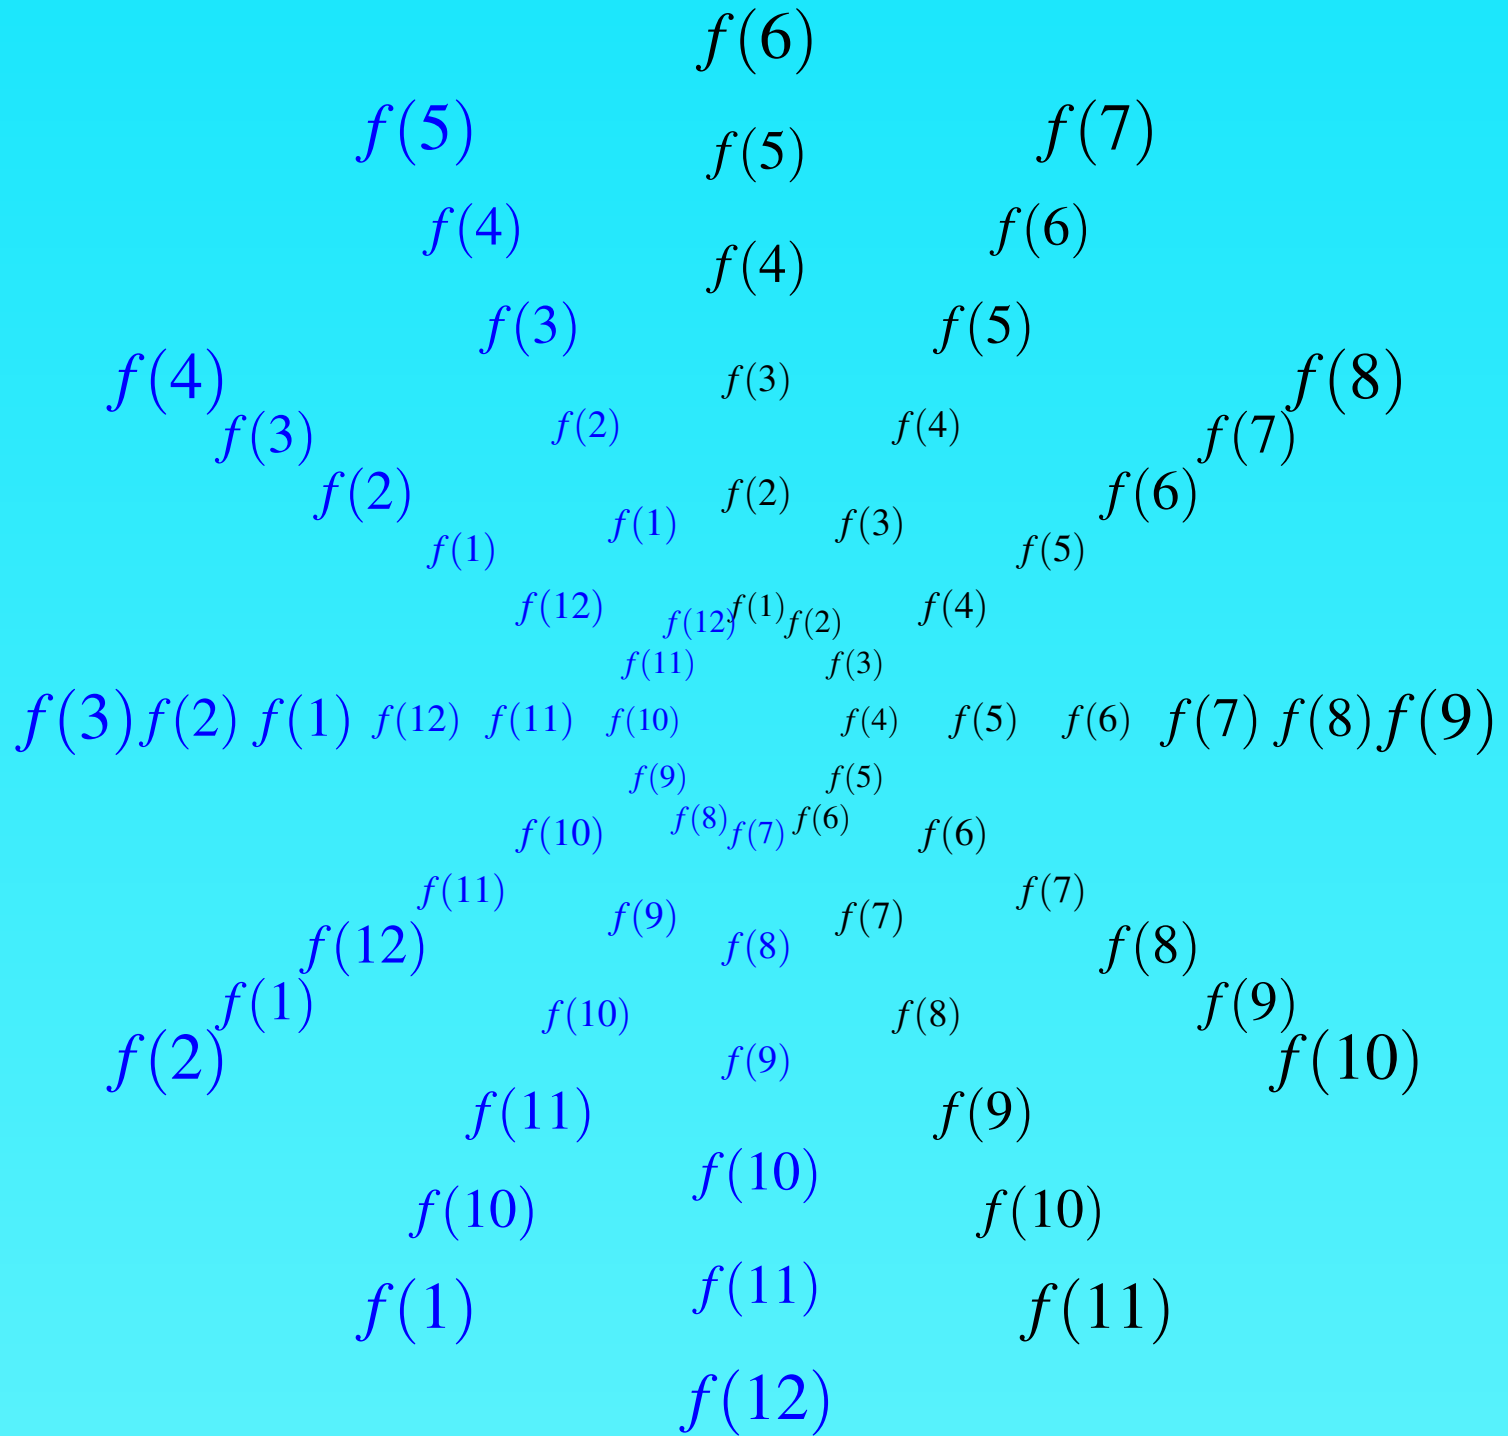 f(6)
f(5) f(7)
f(5)
f(4) f(6)
f(4)
f(3) f(5)
f(4) f(3) f(8)
f(2) f(4)
f(3) f(7)
f(2) f(2) f(6)
f(1) f(3)
f(1) f(5)
f(12) f(1) f(4)
f(12) f(2)
f(11) f(3)
f(3) f(2) f(1) f(12) f(11) f(10) f(4) f(5) f(6) f(7) f(8) f(9)
f(9) f(5)
f(8) f(6)
f(10) f(7) f(6)
f(11) f(7)
f(9) f(7)
f(12) f(8) f(8)
f(1) f(9)
f(10) f(8)
f(2) f(9) f(10)
f(11) f(9)
f(10)
f(10) f(10)
f(11)
f(1) f(11)
f(12)